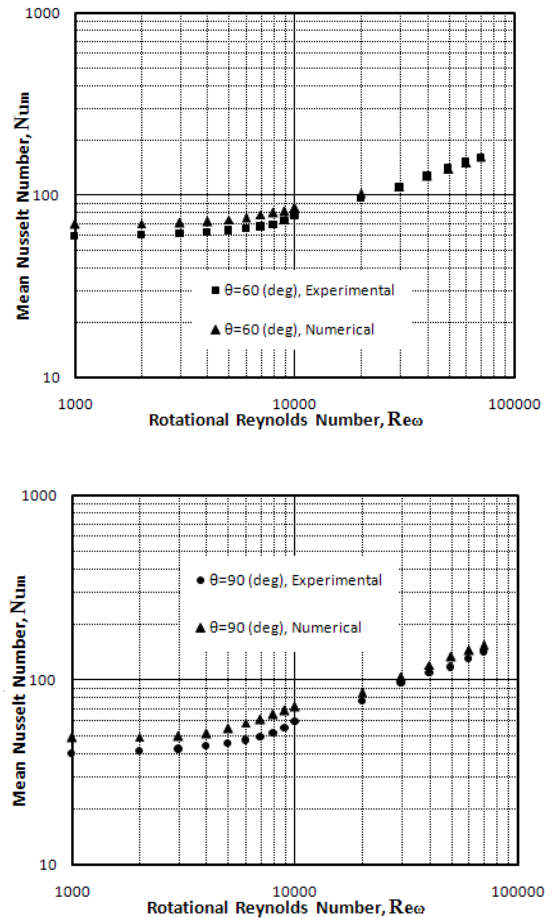 1000
100
10
1000
10000
100000
Mean Nusselt Number, Num
θ=60 (deg), Experimental
θ=60 (deg), Numerical
Rotational Reynolds Number, Reω
1000
100
10
1000
10000
100000
Mean Nusselt Number, Num
θ=90 (deg), Experimental
θ=90 (deg), Numerical
Rotational Reynolds Number, Reω